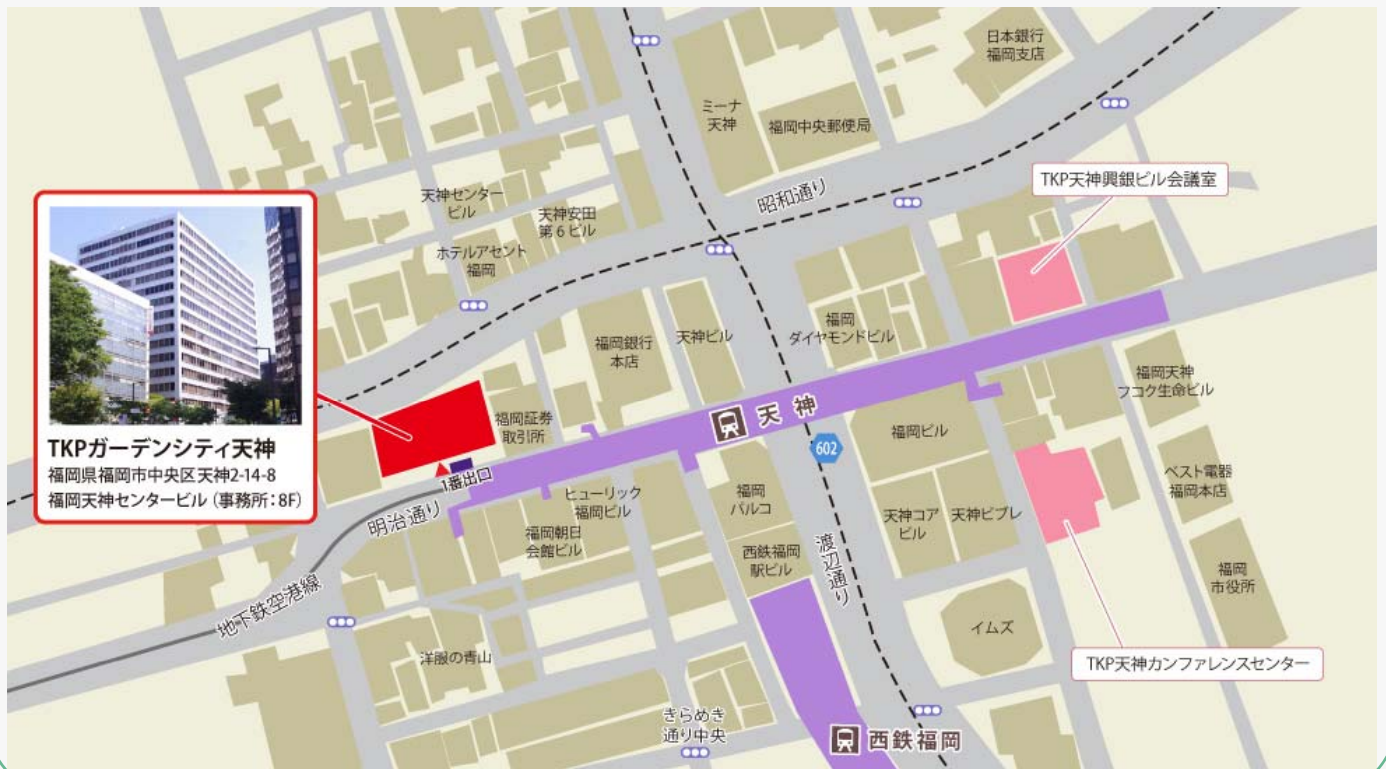 日本銀行
福岡支店
ミーナ
天神
福岡中央郵便局
TKP天神興銀ビル会議室
昭和通り
天神センター
ビル
天神安田
第6ビル
ホテルアセント
福岡
福岡銀行
本店
天神ビル
福岡
ダイヤモンドビル
福岡天神
フコク生命ビル
福岡証券
取引所
天神
602
福岡ビル
TKPガーデンシティ天神
福岡県福岡市中央区天神2-14-8
福岡天神センタービル（事務所：8F）
1番出口
明治通り
ヒューリック
福岡ビル
福岡朝日
会館ビル
福岡
パルコ
西鉄福岡
駅ビル
渡辺通り
天神コア
ビル
天神ビブレ
ベスト電器
福岡本店
福岡
市役所
地下鉄空港線
イムズ
洋服の青山
TKP天神カンファレンスセンター
きらめき
通り中央
西鉄福岡